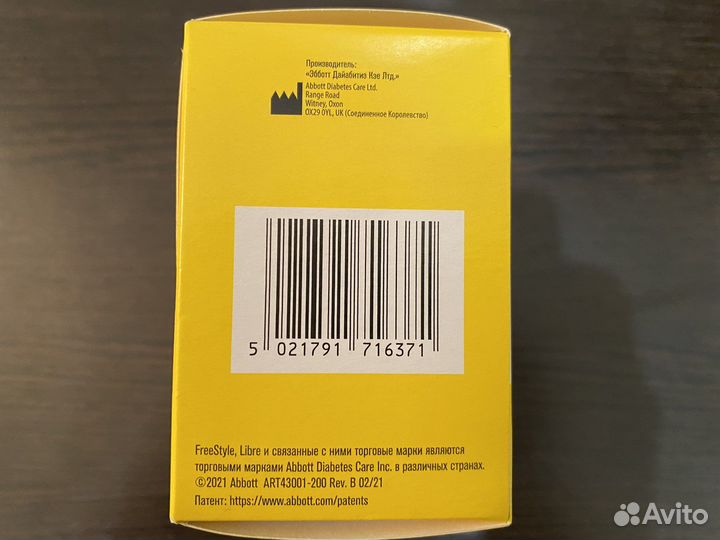 Производитель:
«Эбботт Дайабитиз Кэе Лтд.»
Abbott Diabetes Care Ltd.
Range Road
Witney, Oxon
OX29 0YL, UK (Соединенное Королевство)
5 021791 716371
FreeStyle, Libre и связанные с ними торговые марки являются
торговыми марками Abbott Diabetes Care Inc. в различных странах.
©2021 Abbott ART43001-200 Rev. B 02/21
Патент: https://www.abbott.com/patents
Avito